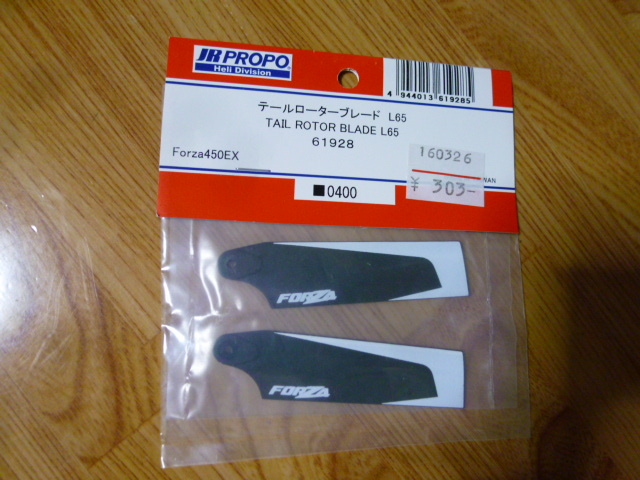 JR PROPO
Heli Division
4 944013 619285
テールローターブレード L65
TAIL ROTOR BLADE L65
61928
Forza450EX
160326
¥ 303-
WAN
■0400
FORZA
FORZA